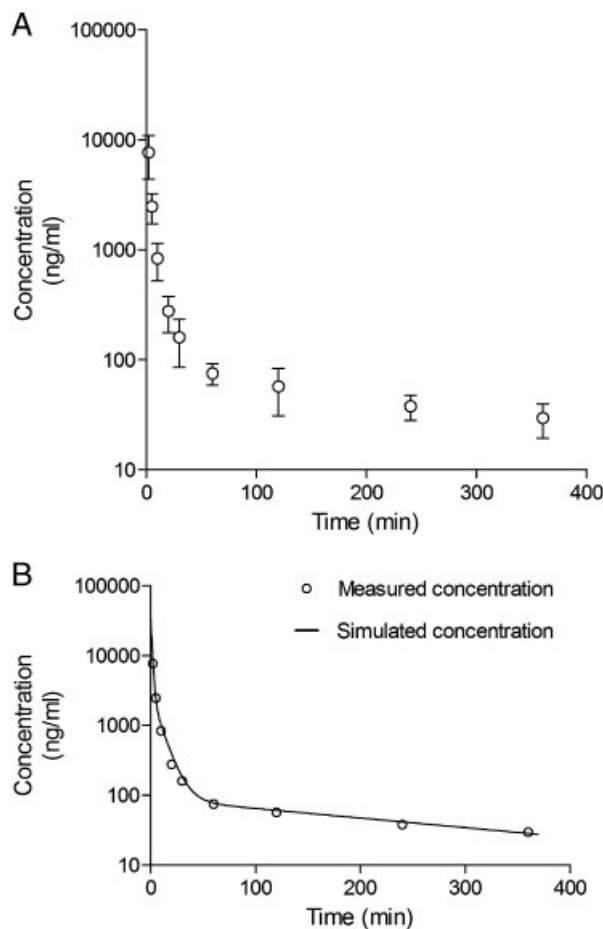 A
100000
10000
1000
100
10
Concentration
(ng/ml)
0
100
200
300
400
Time (min)
B
100000
10000
1000
100
10
Concentration
(ng/ml)
Measured concentration
Simulated concentration
0
100
200
300
400
Time (min)